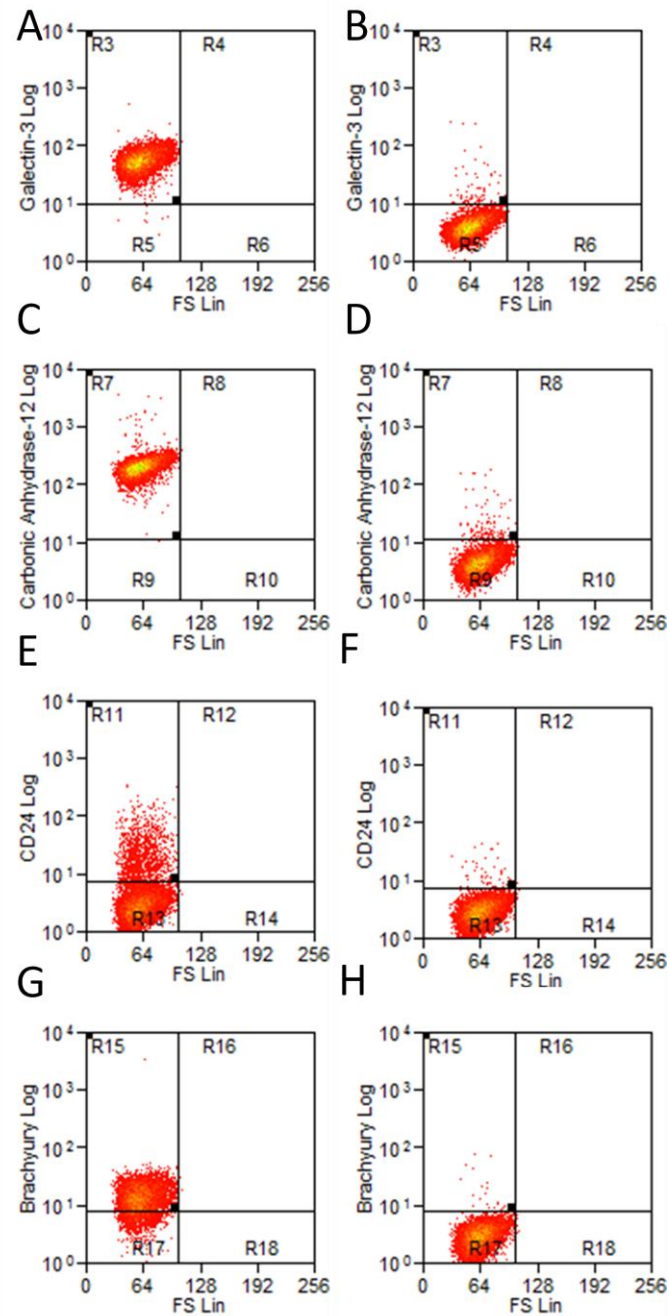 A
B
Galectin-3 Log
10⁴
10³
10²
10¹
10⁰
R3
R4
R5
R6
0 64 128 192 256
FS Lin
Galectin-3 Log
10⁴
10³
10²
10¹
10⁰
R3
R4
R5
R6
0 64 128 192 256
FS Lin
C
D
Carbonic Anhydrase-12 Log
10⁴
10³
10²
10¹
10⁰
R7
R8
R9
R10
0 64 128 192 256
FS Lin
Carbonic Anhydrase-12 Log
10⁴
10³
10²
10¹
10⁰
R7
R8
R9
R10
0 64 128 192 256
FS Lin
E
F
CD24 Log
10⁴
10³
10²
10¹
10⁰
R11
R12
R13
R14
0 64 128 192 256
FS Lin
CD24 Log
10⁴
10³
10²
10¹
10⁰
R11
R12
R13
R14
0 64 128 192 256
FS Lin
G
H
Brachyury Log
10⁴
10³
10²
10¹
10⁰
R15
R16
R17
R18
0 64 128 192 256
FS Lin
Brachyury Log
10⁴
10³
10²
10¹
10⁰
R15
R16
R17
R18
0 64 128 192 256
FS Lin